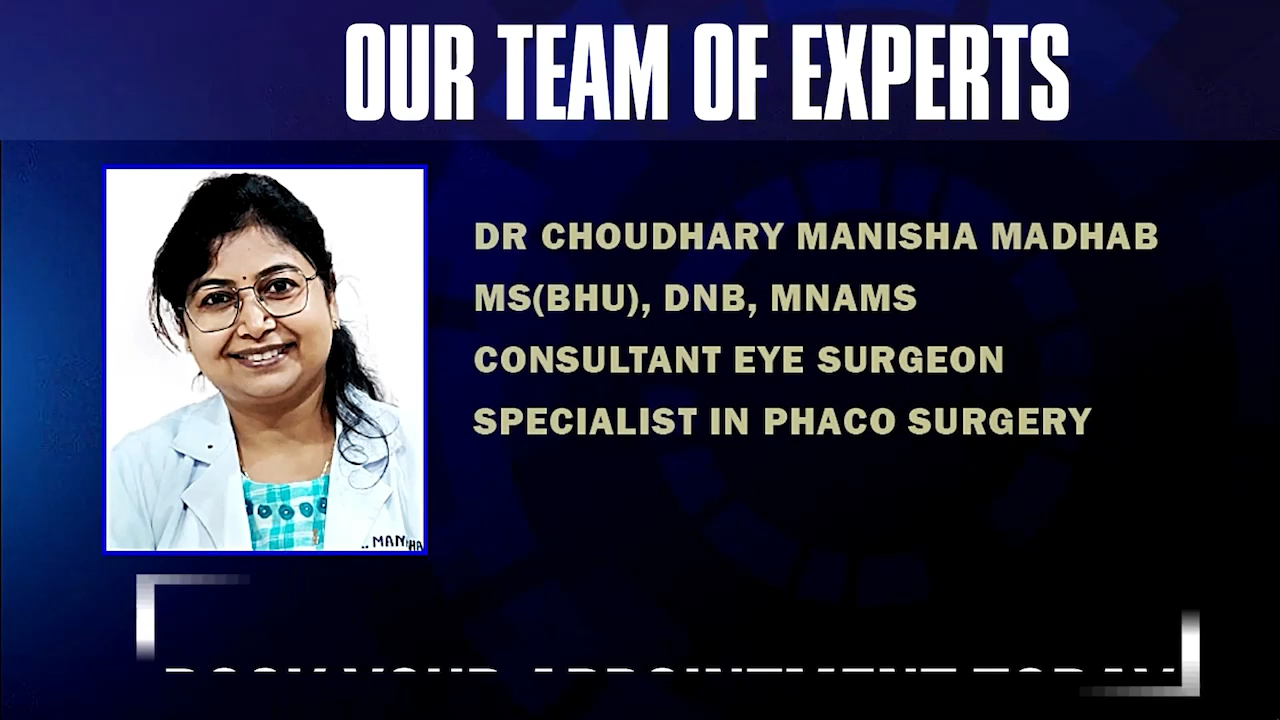 OUR TEAM OF EXPERTS
DR CHOUDHARY MANISHA MADHAB
MS(BHU), DNB, MNAMS
CONSULTANT EYE SURGEON
SPECIALIST IN PHACO SURGERY